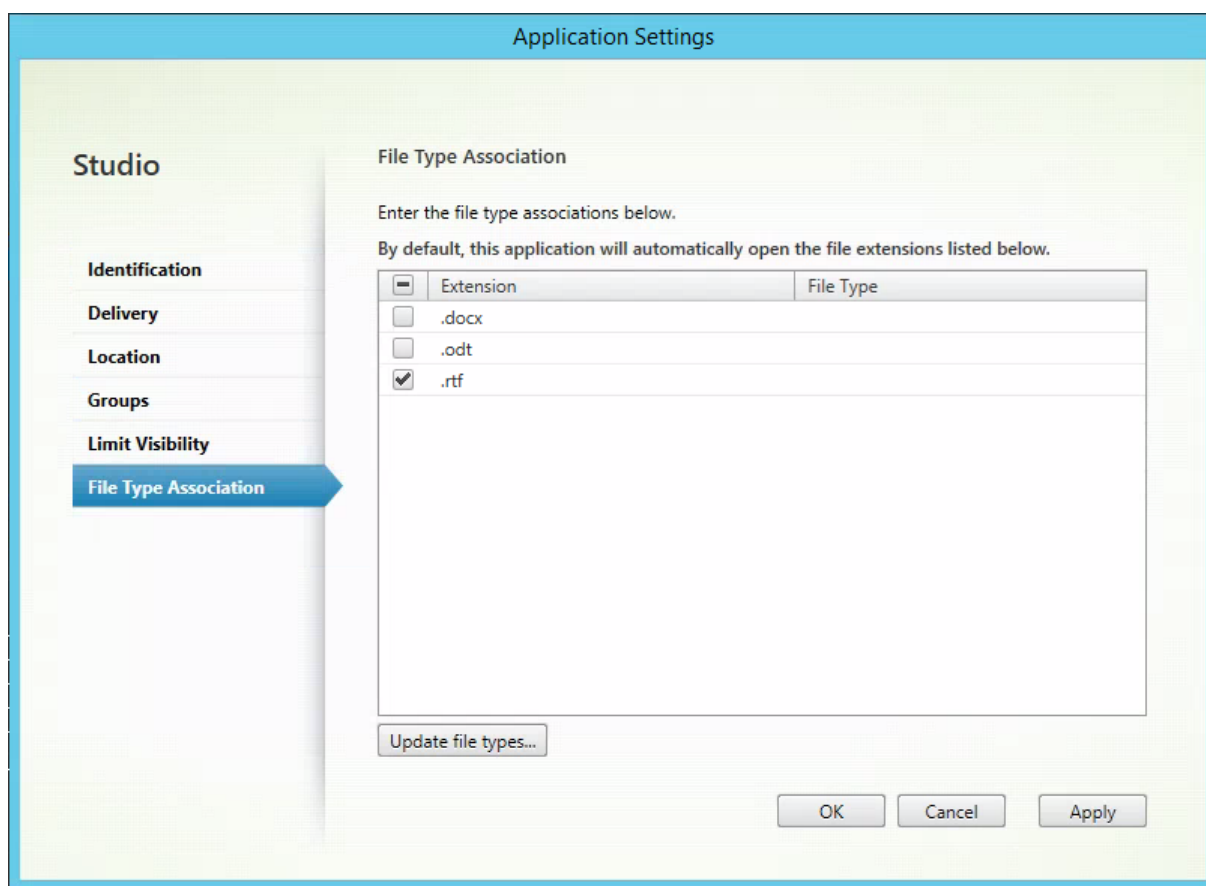 Application Settings
Studio
Identification
Delivery
Location
Groups
Limit Visibility
File Type Association
File Type Association
Enter the file type associations below.
By default, this application will automatically open the file extensions listed below.
Extension File Type
.docx
.odt
.rtf
Update file types...
OK Cancel Apply